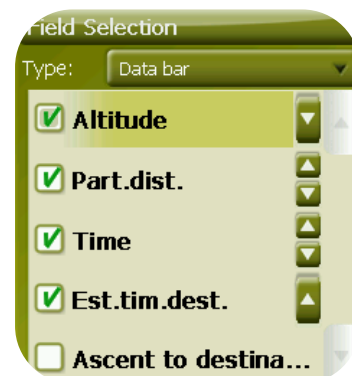 Field Selection
Type: Data bar
Altitude
Part.dist.
Time
Est.tim.dest.
Ascent to destina...